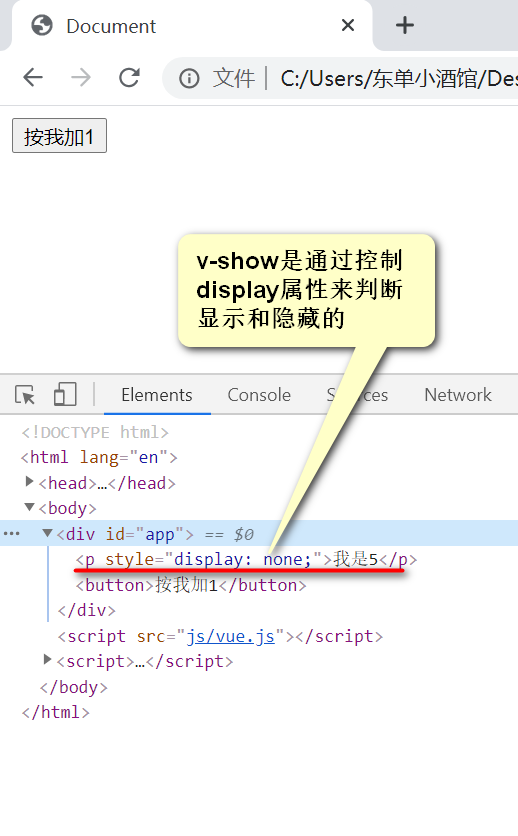 Document
文件 C:/Users/东单小酒馆/Des
按我加1
v-show是通过控制
display属性来判断
显示和隐藏的
Elements Console Network
<!DOCTYPE html>
<html lang="en">
<head>…</head>
<body>
<div id="app"> == $0
<p style="display: none;">我是5</p>
<button>按我加1</button>
</div>
<script src="js/vue.js"></script>
<script>…</script>
</body>
</html>